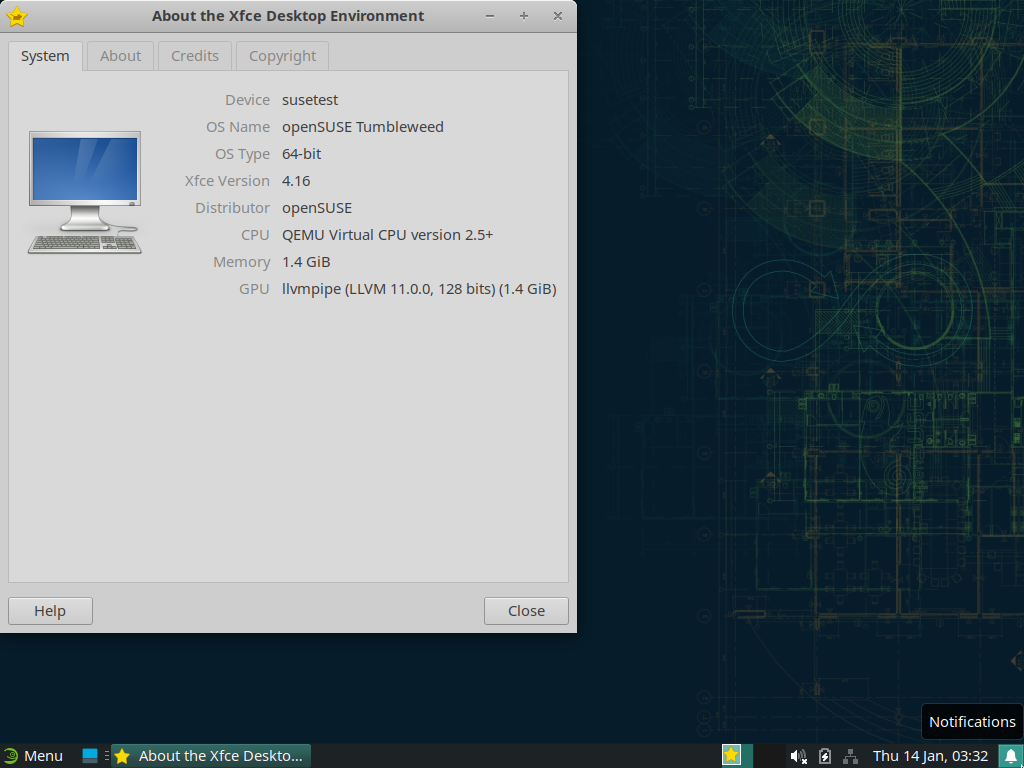 About the Xfce Desktop Environment
System About Credits Copyright
Device susetest
OS Name openSUSE Tumbleweed
OS Type 64-bit
Xfce Version 4.16
Distributor openSUSE
CPU QEMU Virtual CPU version 2.5+
Memory 1.4 GiB
GPU llvmpipe (LLVM 11.0.0, 128 bits) (1.4 GiB)
Help Close
Notifications
Menu About the Xfce Deskto... Thu 14 Jan, 03:32